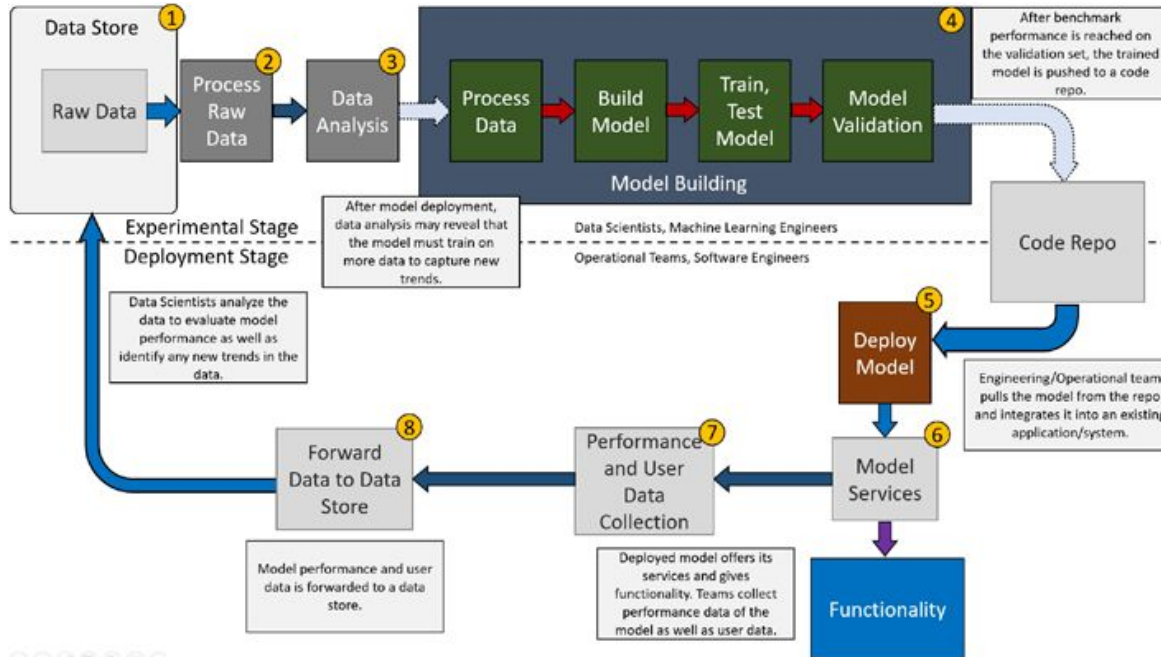 1
Data Store
Raw Data
2
Process
Raw
Data
3
Data
Analysis
4
Process
Data
Build
Model
Train,
Test
Model
Model
Validation
Model Building
After benchmark
performance is reached on
the validation set, the trained
model is pushed to a code
repo.
After model deployment,
data analysis may reveal that
the model must train on
more data to capture new
trends.
Experimental Stage
Deployment Stage
Data Scientists, Machine Learning Engineers
Operational Teams, Software Engineers
Code Repo
Data Scientists analyze the
data to evaluate model
performance as well as
identify any new trends in the
data.
5
Deploy
Model
Engineering/Operational team
pulls the model from the repo
and integrates it into an existing
application/system.
8
Forward
Data to Data
Store
7
Performance
and User
Data
Collection
6
Model
Services
Model performance and user
data is forwarded to a data
store.
Deployed model offers its
services and gives
functionality. Teams collect
performance data of the
model as well as user data.
Functionality